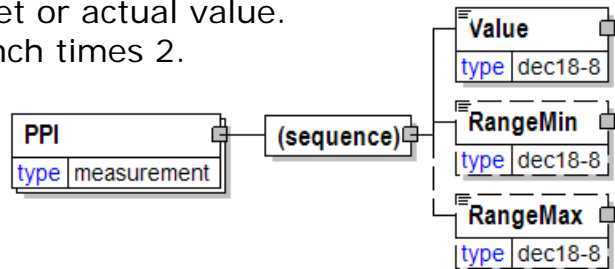 et or actual value.
nch times 2.
Value
type dec18-8
PPI
type measurement
(sequence)
RangeMin
type dec18-8
RangeMax
type dec18-8